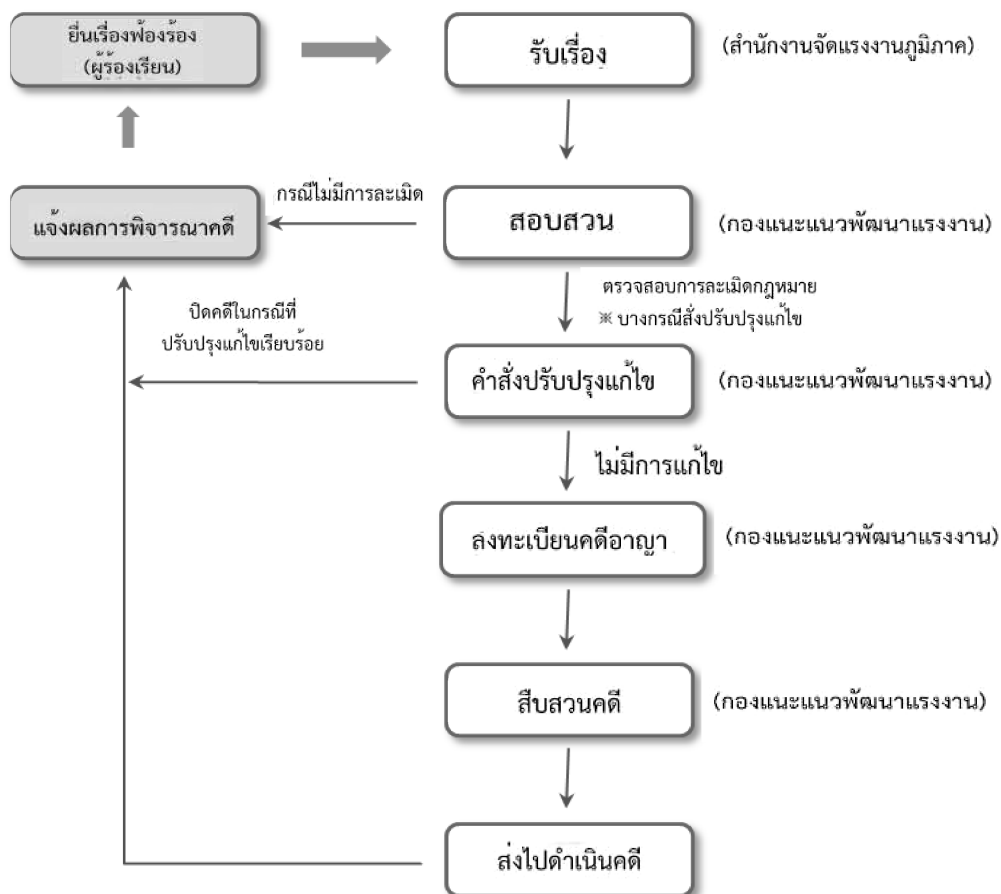 ยื่นเรื่องฟ้องร้อง
(ผู้ร้องเรียน)
รับเรื่อง
(สำนักงานจัดแรงงานภูมิภาค)
กรณีไม่มีการละเมิด
แจ้งผลการพิจารณาคดี
สอบสวน
(กองแนะแนวพัฒนาแรงงาน)
ตรวจสอบการละเมิดกฎหมาย
※ บางกรณีสั่งปรับปรุงแก้ไข
ปิดคดีในกรณีที่
ปรับปรุงแก้ไขเรียบร้อย
คำสั่งปรับปรุงแก้ไข
(กองแนะแนวพัฒนาแรงงาน)
ไม่มีการแก้ไข
ลงทะเบียนคดีอาญา
(กองแนะแนวพัฒนาแรงงาน)
สืบสวนคดี
(กองแนะแนวพัฒนาแรงงาน)
ส่งไปดำเนินคดี